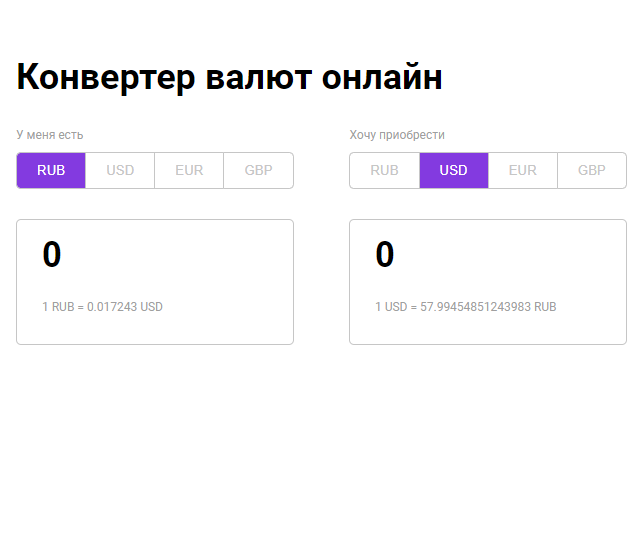 Конвертер валют онлайн
У меня есть
RUB USD EUR GBP
0
1 RUB = 0.017243 USD
Хочу приобрести
RUB USD EUR GBP
0
1 USD = 57.99454851243983 RUB